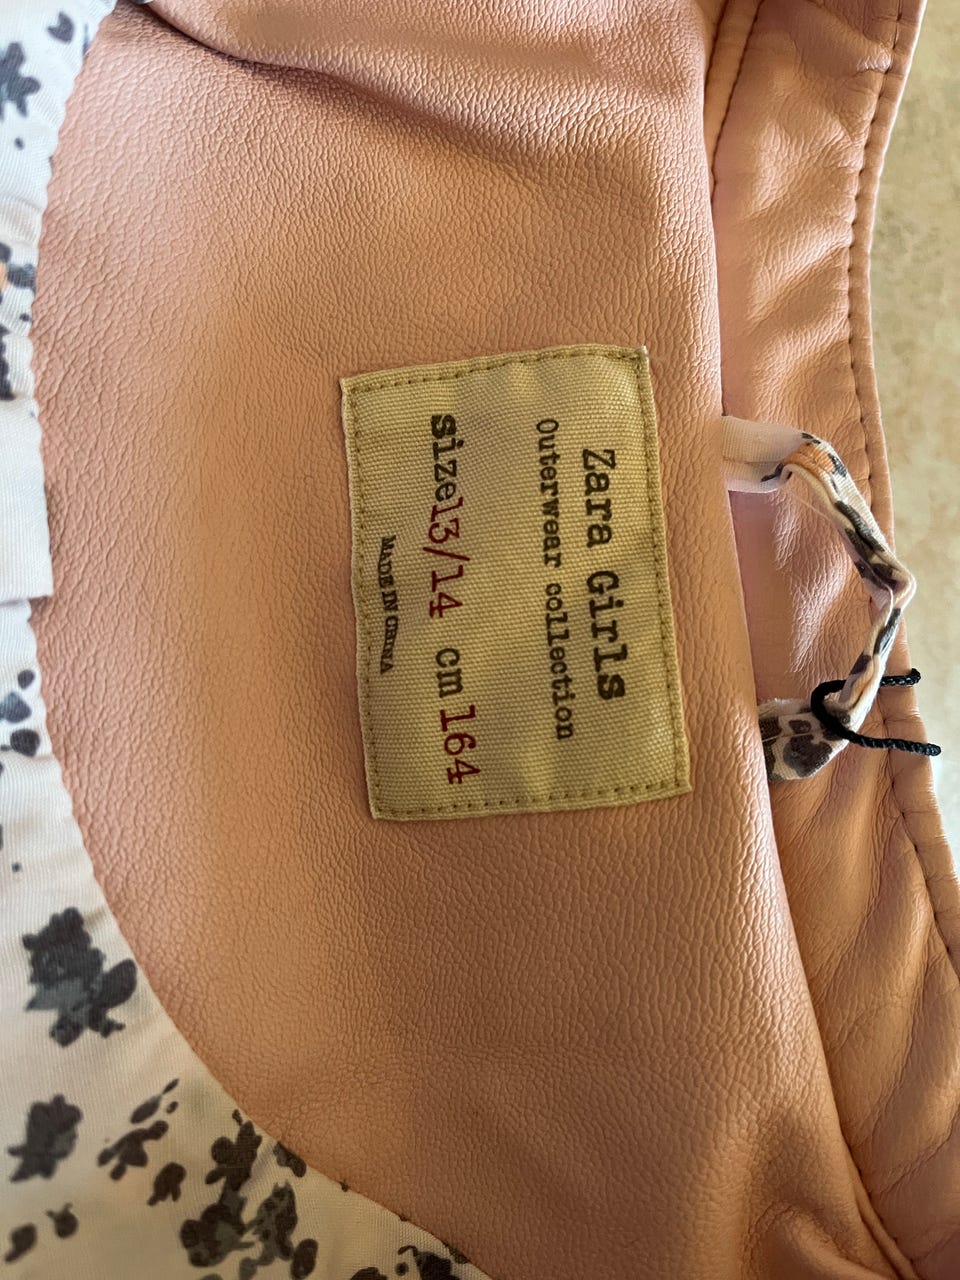 Zara Girls
Outerwear collection
size13/14 cm 164
MADE IN CHINA